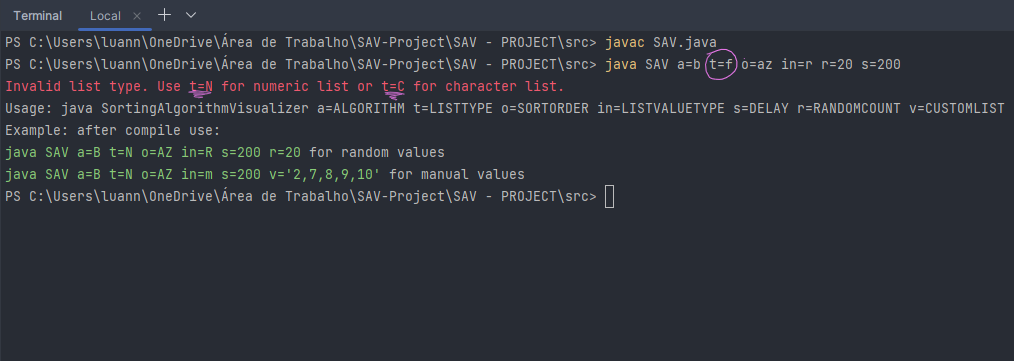 Terminal Local × + ∨
PS C:\Users\luann\OneDrive\Área de Trabalho\SAV-Project\SAV - PROJECT\src> javac SAV.java
PS C:\Users\luann\OneDrive\Área de Trabalho\SAV-Project\SAV - PROJECT\src> java SAV a=b t=f o=az in=r r=20 s=200
Invalid list type. Use t=N for numeric list or t=C for character list.
Usage: java SortingAlgorithmVisualizer a=ALGORITHM t=LISTTYPE o=SORTORDER in=LISTVALUETYPE s=DELAY r=RANDOMCOUNT v=CUSTOMLIST
Example: after compile use:
java SAV a=B t=N o=AZ in=R s=200 r=20 for random values
java SAV a=B t=N o=AZ in=m s=200 v='2,7,8,9,10' for manual values
PS C:\Users\luann\OneDrive\Área de Trabalho\SAV-Project\SAV - PROJECT\src>